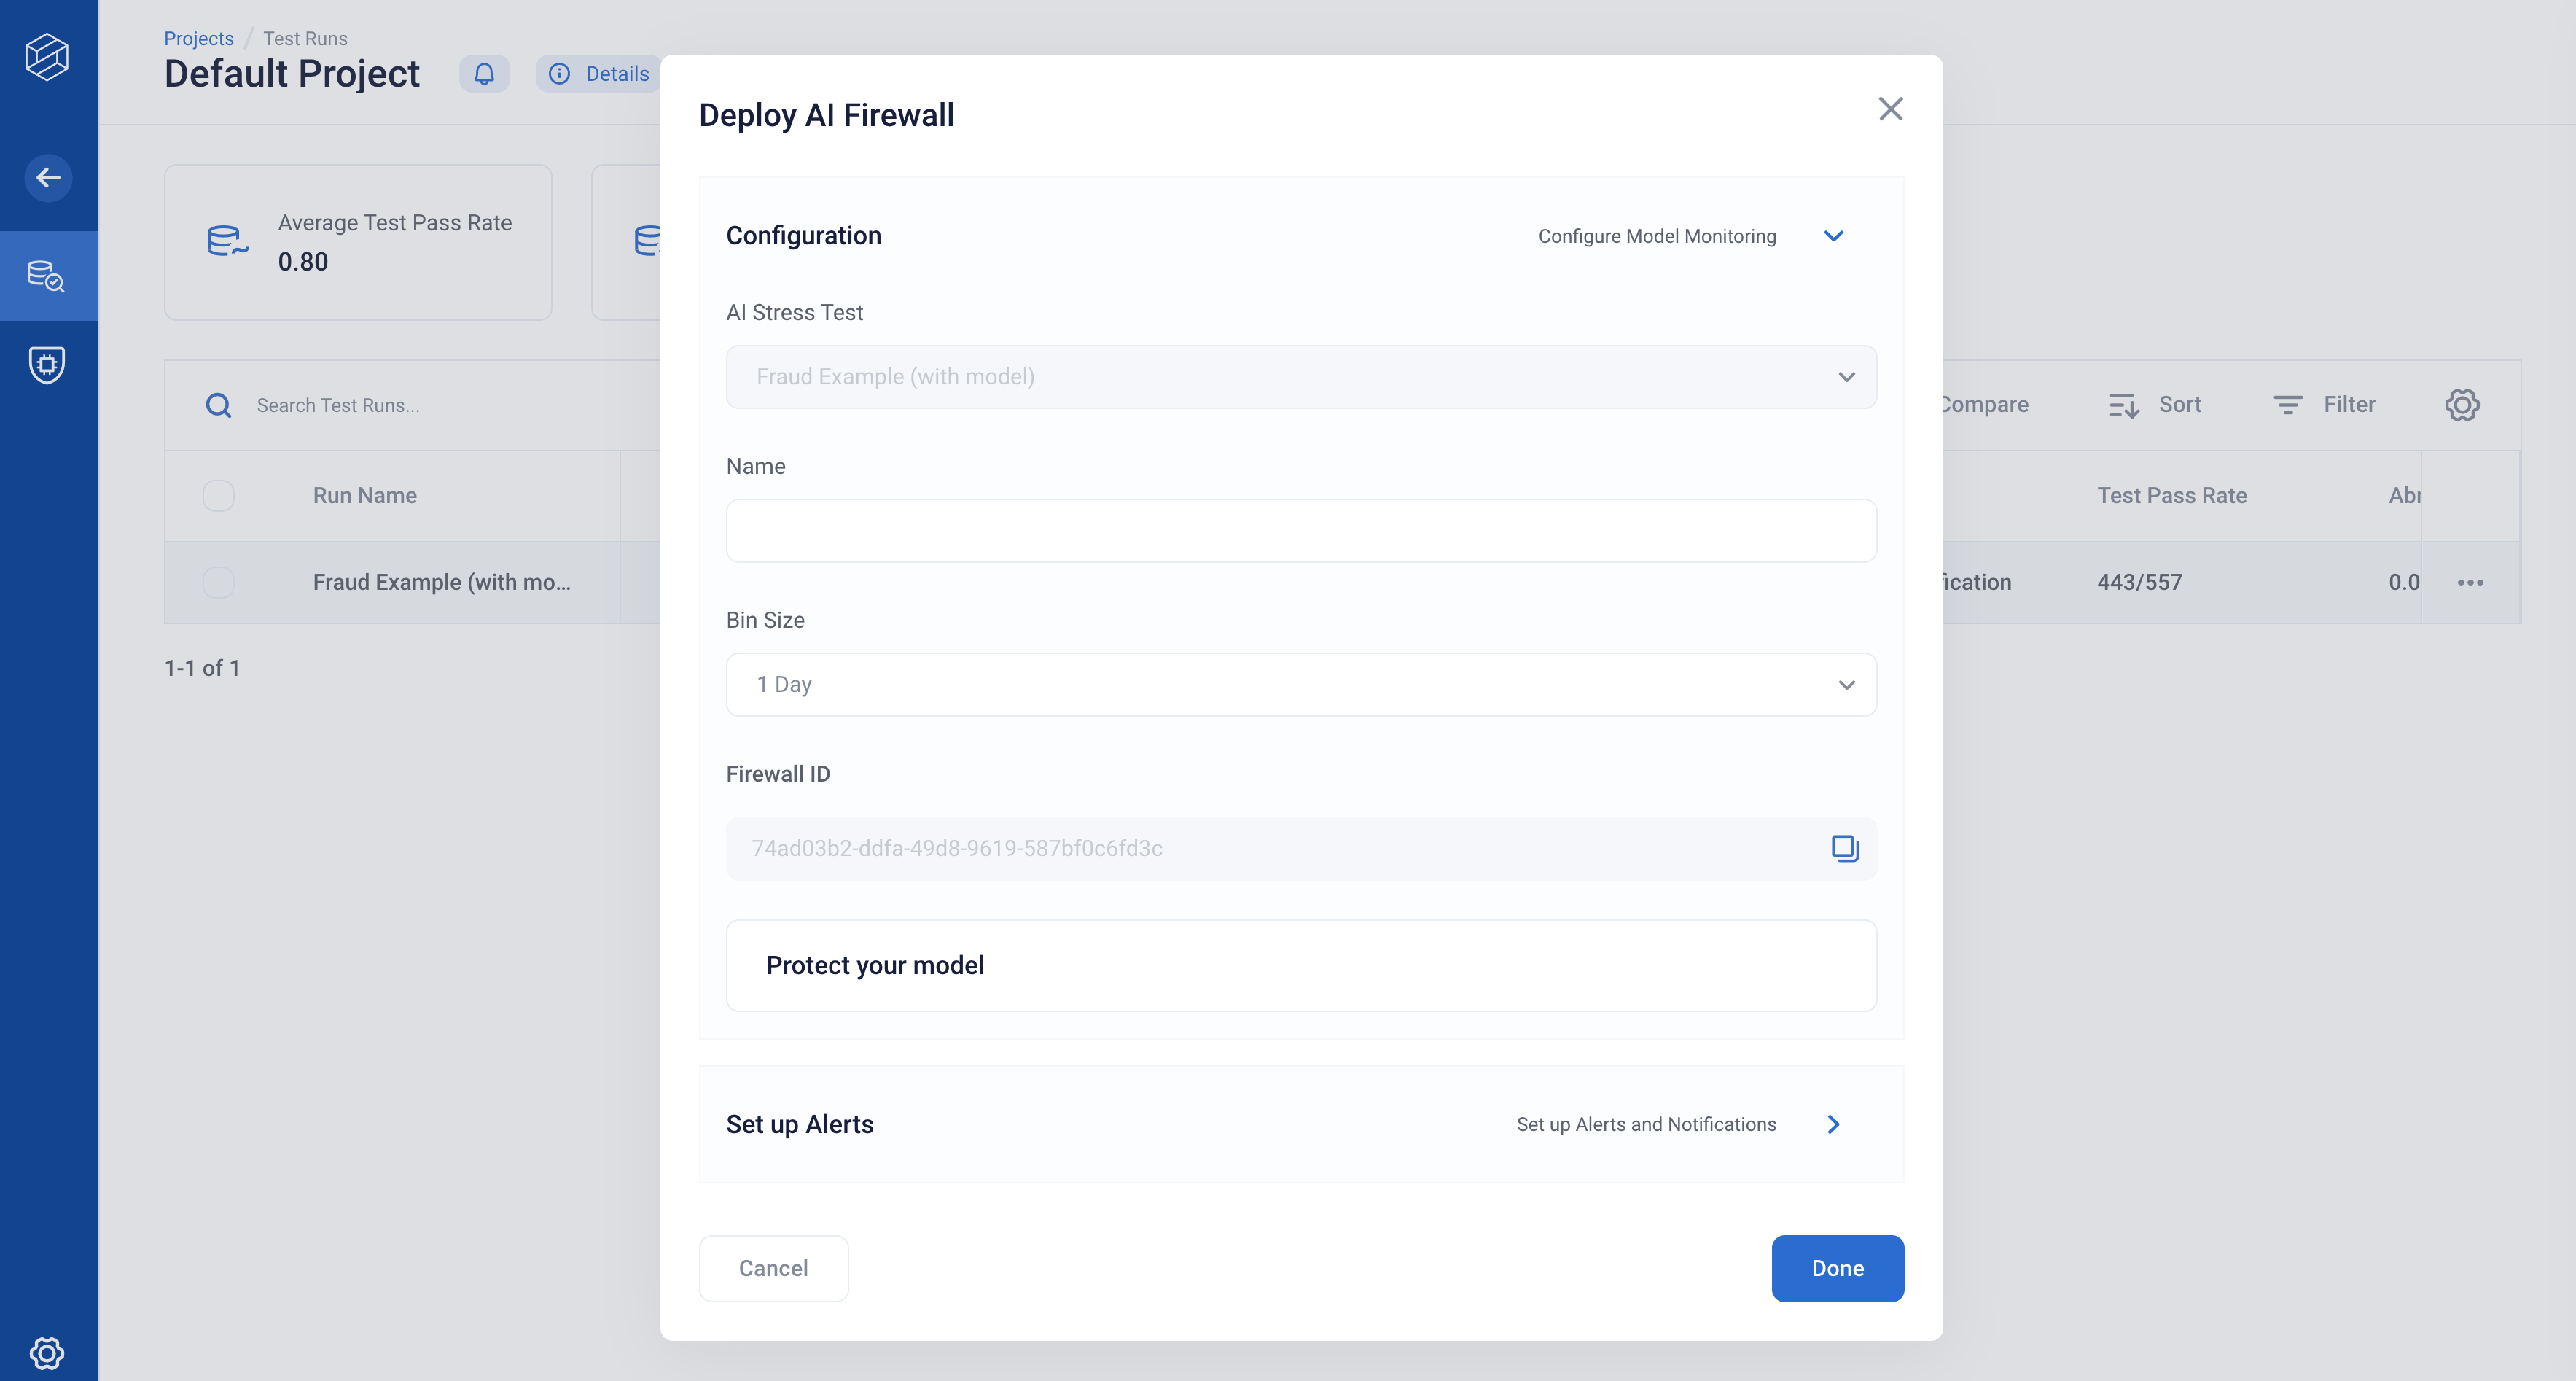 Projects / Test Runs
Default Project
Details
Average Test Pass Rate
0.80
Search Test Runs...
Compare
Sort
Filter
Run Name
Test Pass Rate
Fraud Example (with mo...
443/557
0.0
1-1 of 1
Deploy AI Firewall
Configuration
Configure Model Monitoring
AI Stress Test
Fraud Example (with model)
Name
Bin Size
1 Day
Firewall ID
74ad03b2-ddfa-49d8-9619-587bf0c6fd3c
Protect your model
Set up Alerts
Set up Alerts and Notifications
Cancel
Done